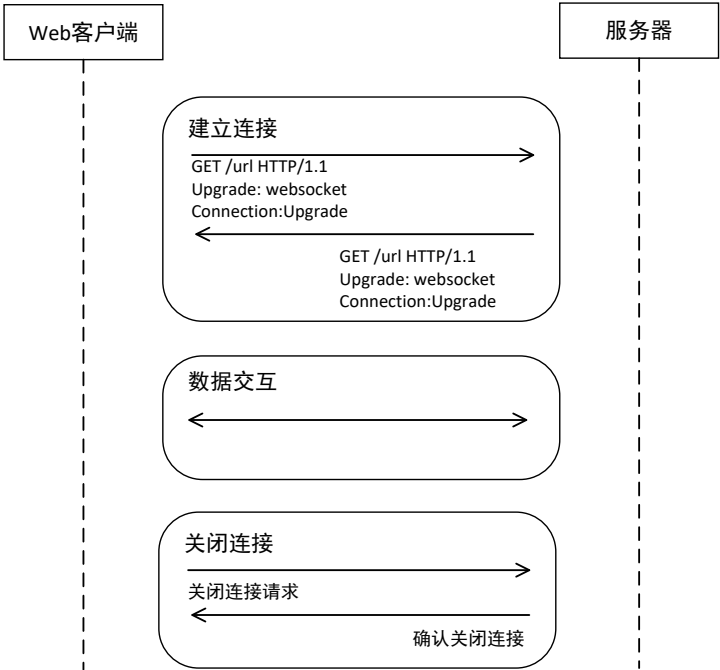 Web客户端
服务器
建立连接
GET /url HTTP/1.1
Upgrade: websocket
Connection:Upgrade
GET /url HTTP/1.1
Upgrade: websocket
Connection:Upgrade
数据交互
关闭连接
关闭连接请求
确认关闭连接